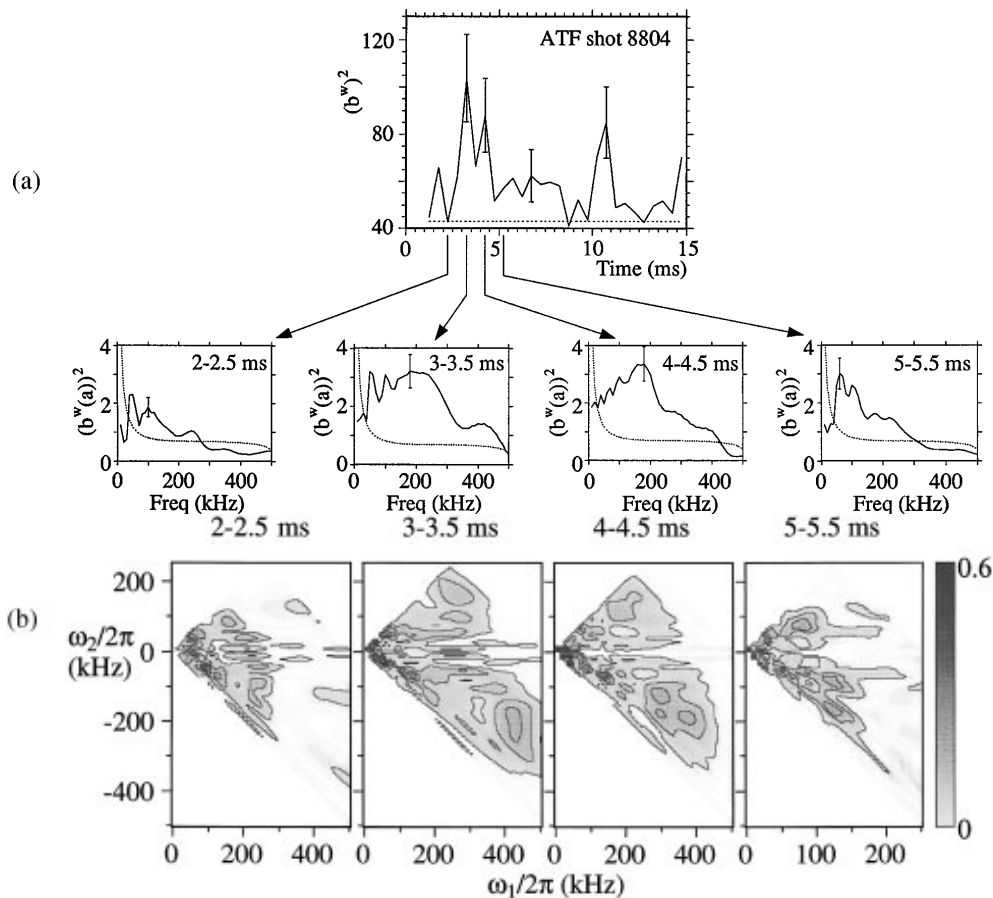 ATF shot 8804
(b^w)^2
120
80
40
0
5
10
15
Time (ms)
(a)
2-2.5 ms
(b^w(a))^2
4
2
0
0
200
400
Freq (kHz)
3-3.5 ms
(b^w(a))^2
4
2
0
0
200
400
Freq (kHz)
4-4.5 ms
(b^w(a))^2
4
2
0
0
200
400
Freq (kHz)
5-5.5 ms
(b^w(a))^2
4
2
0
0
200
400
Freq (kHz)
2-2.5 ms
3-3.5 ms
4-4.5 ms
5-5.5 ms
(b)
ω₂/2π
(kHz)
200
0
-200
-400
0.6
0
0
200
400
0
200
400
0
200
400
0
100
200
ω₁/2π (kHz)